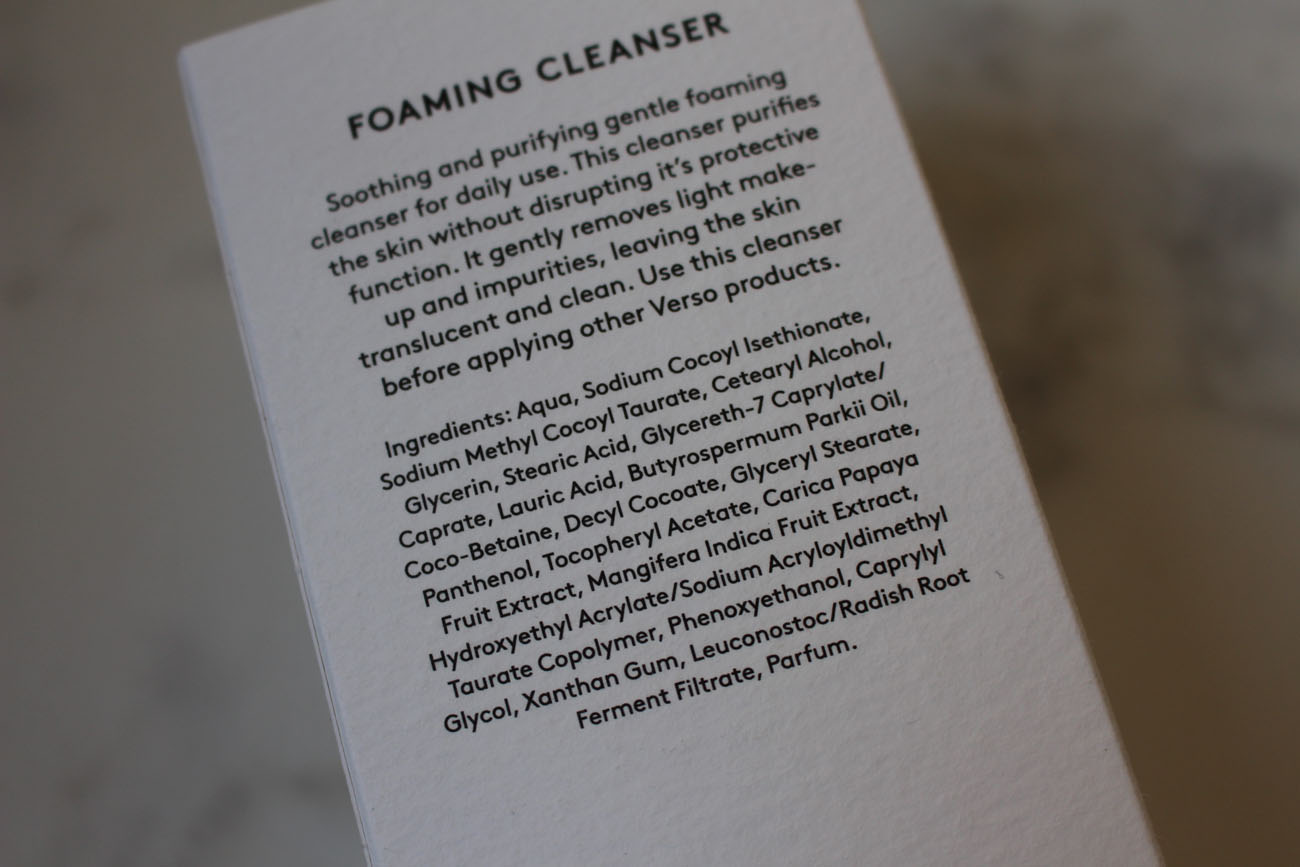 FOAMING CLEANSER
Soothing and purifying gentle foaming
cleanser for daily use. This cleanser purifies
the skin without disrupting it's protective
function. It gently removes light make-
up and impurities, leaving the skin
translucent and clean. Use this cleanser
before applying other Verso products.
Ingredients: Aqua, Sodium Cocoyl Isethionate,
Sodium Methyl Cocoyl Taurate, Cetearyl Alcohol,
Glycerin, Stearic Acid, Glycereth-7 Caprylate/
Caprate, Lauric Acid, Butyrospermum Parkii Oil,
Coco-Betaine, Decyl Cocoate, Glyceryl Stearate,
Panthenol, Tocopheryl Acetate, Carica Papaya
Fruit Extract, Mangifera Indica Fruit Extract,
Hydroxyethyl Acrylate/Sodium Acryloyldimethyl
Taurate Copolymer, Phenoxyethanol, Caprylyl
Glycol, Xanthan Gum, Leuconostoc/Radish Root
Ferment Filtrate, Parfum.